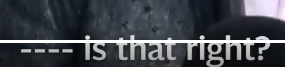 ---- is that right?